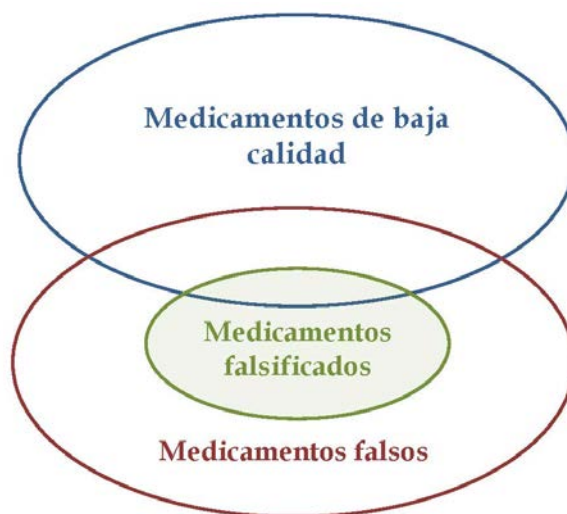 Medicamentos de baja
calidad
Medicamentos
falsificados
Medicamentos falsos